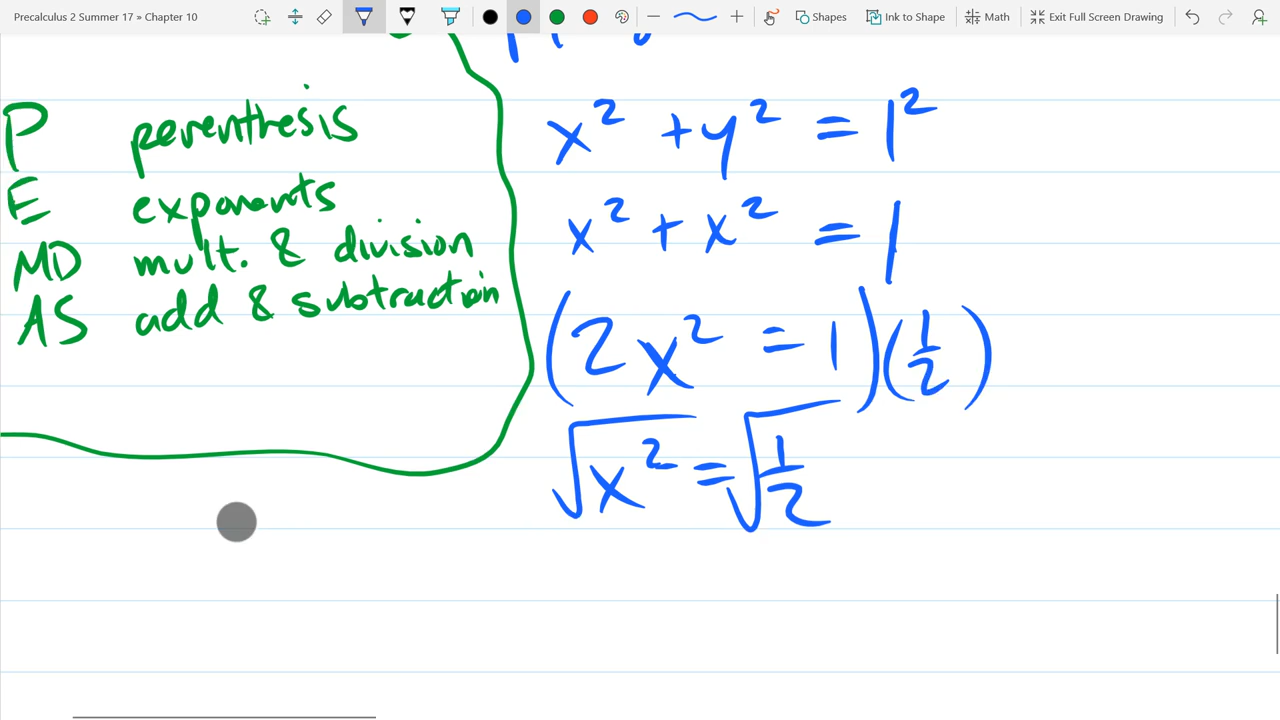 Precalculus 2 Summer 17 » Chapter 10
Shapes
Ink to Shape
Math
Exit Full Screen Drawing
P perenthesis
E exponents
MD mult. & division
AS add & subtraction
x² + y² = 1²
x² + x² = 1
(2x² = 1)(1/2)
√x² = √1/2